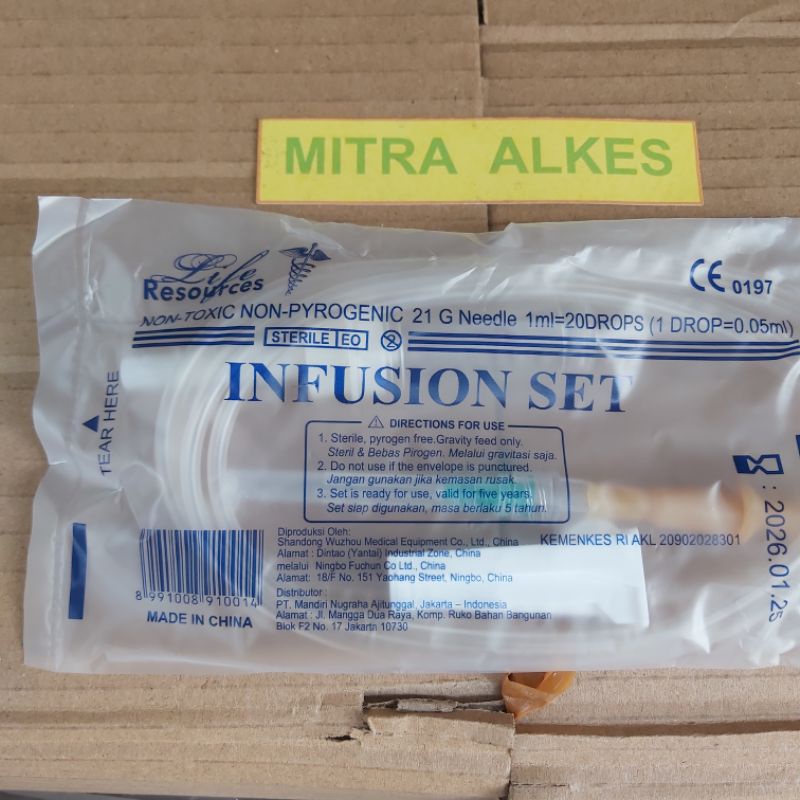 MITRA ALKES
Life
Resources
CE 0197
NON-TOXIC NON-PYROGENIC 21 G Needle 1ml=20DROPS (1 DROP=0.05ml)
STERILE EO 2
INFUSION SET
TEAR HERE
DIRECTIONS FOR USE
1. Sterile, pyrogen free.Gravity feed only.
Steril & Bebas Pirogen. Melalui gravitasi saja.
2. Do not use if the envelope is punctured.
Jangan gunakan jika kemasan rusak.
3. Set is ready for use, valid for five years.
Set siap digunakan, masa berlaku 5 tahun.
: 2026.01.25
Diproduksi Oleh:
Shandong Wuzhou Medical Equipment Co., Ltd., China
Alamat : Dintao (Yantai) Industrial Zone, China
melalui Ningbo Fuchun Co Ltd., China
Alamat: 18/F No. 151 Yaohang Street, Ningbo, China
Distributor :
PT. Mandiri Nugraha Ajitunggal, Jakarta – Indonesia
Alamat : Jl. Mangga Dua Raya, Komp. Ruko Bahan Bangunan
Blok F2 No. 17 Jakartn 10730
KEMENKES RI AKL 20902028301
8 991008 910014
MADE IN CHINA